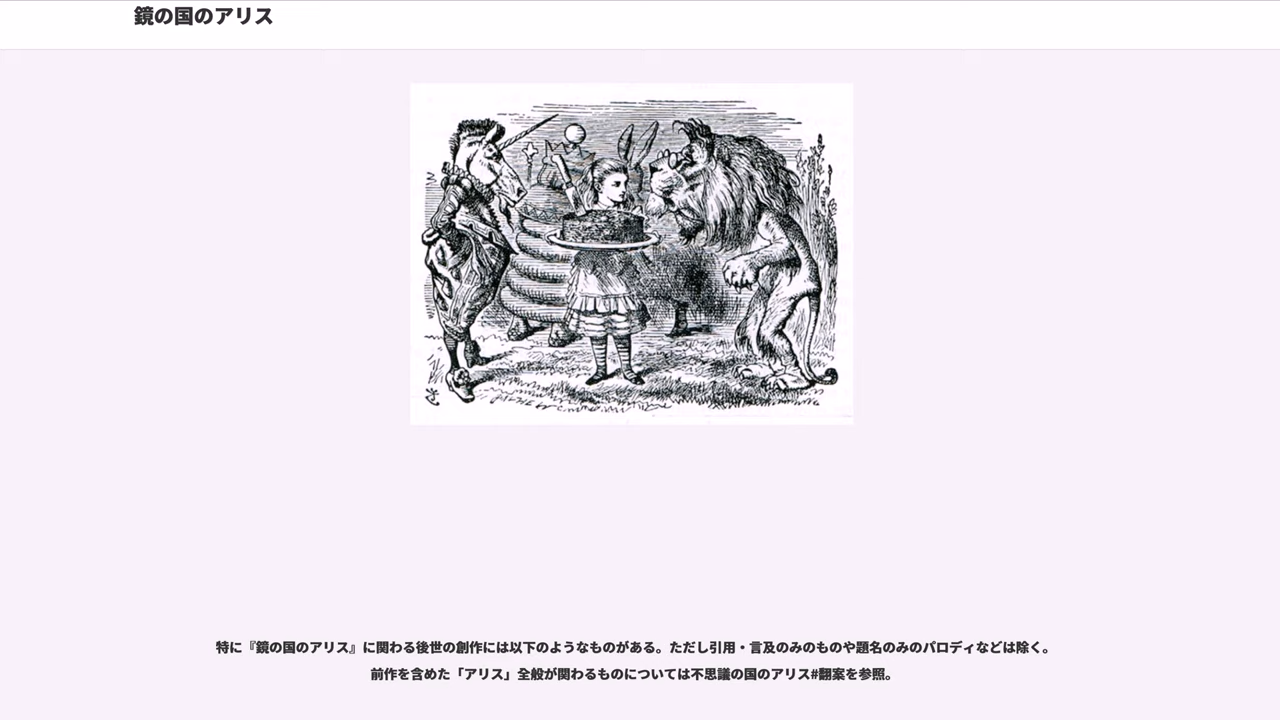 鏡の国のアリス
特に『鏡の国のアリス』に関わる後世の創作には以下のようなものがある。ただし引用・言及のみのものや題名のみのパロディなどは除く。
前作を含めた「アリス」全般が関わるものについては不思議の国のアリス#翻案を参照。